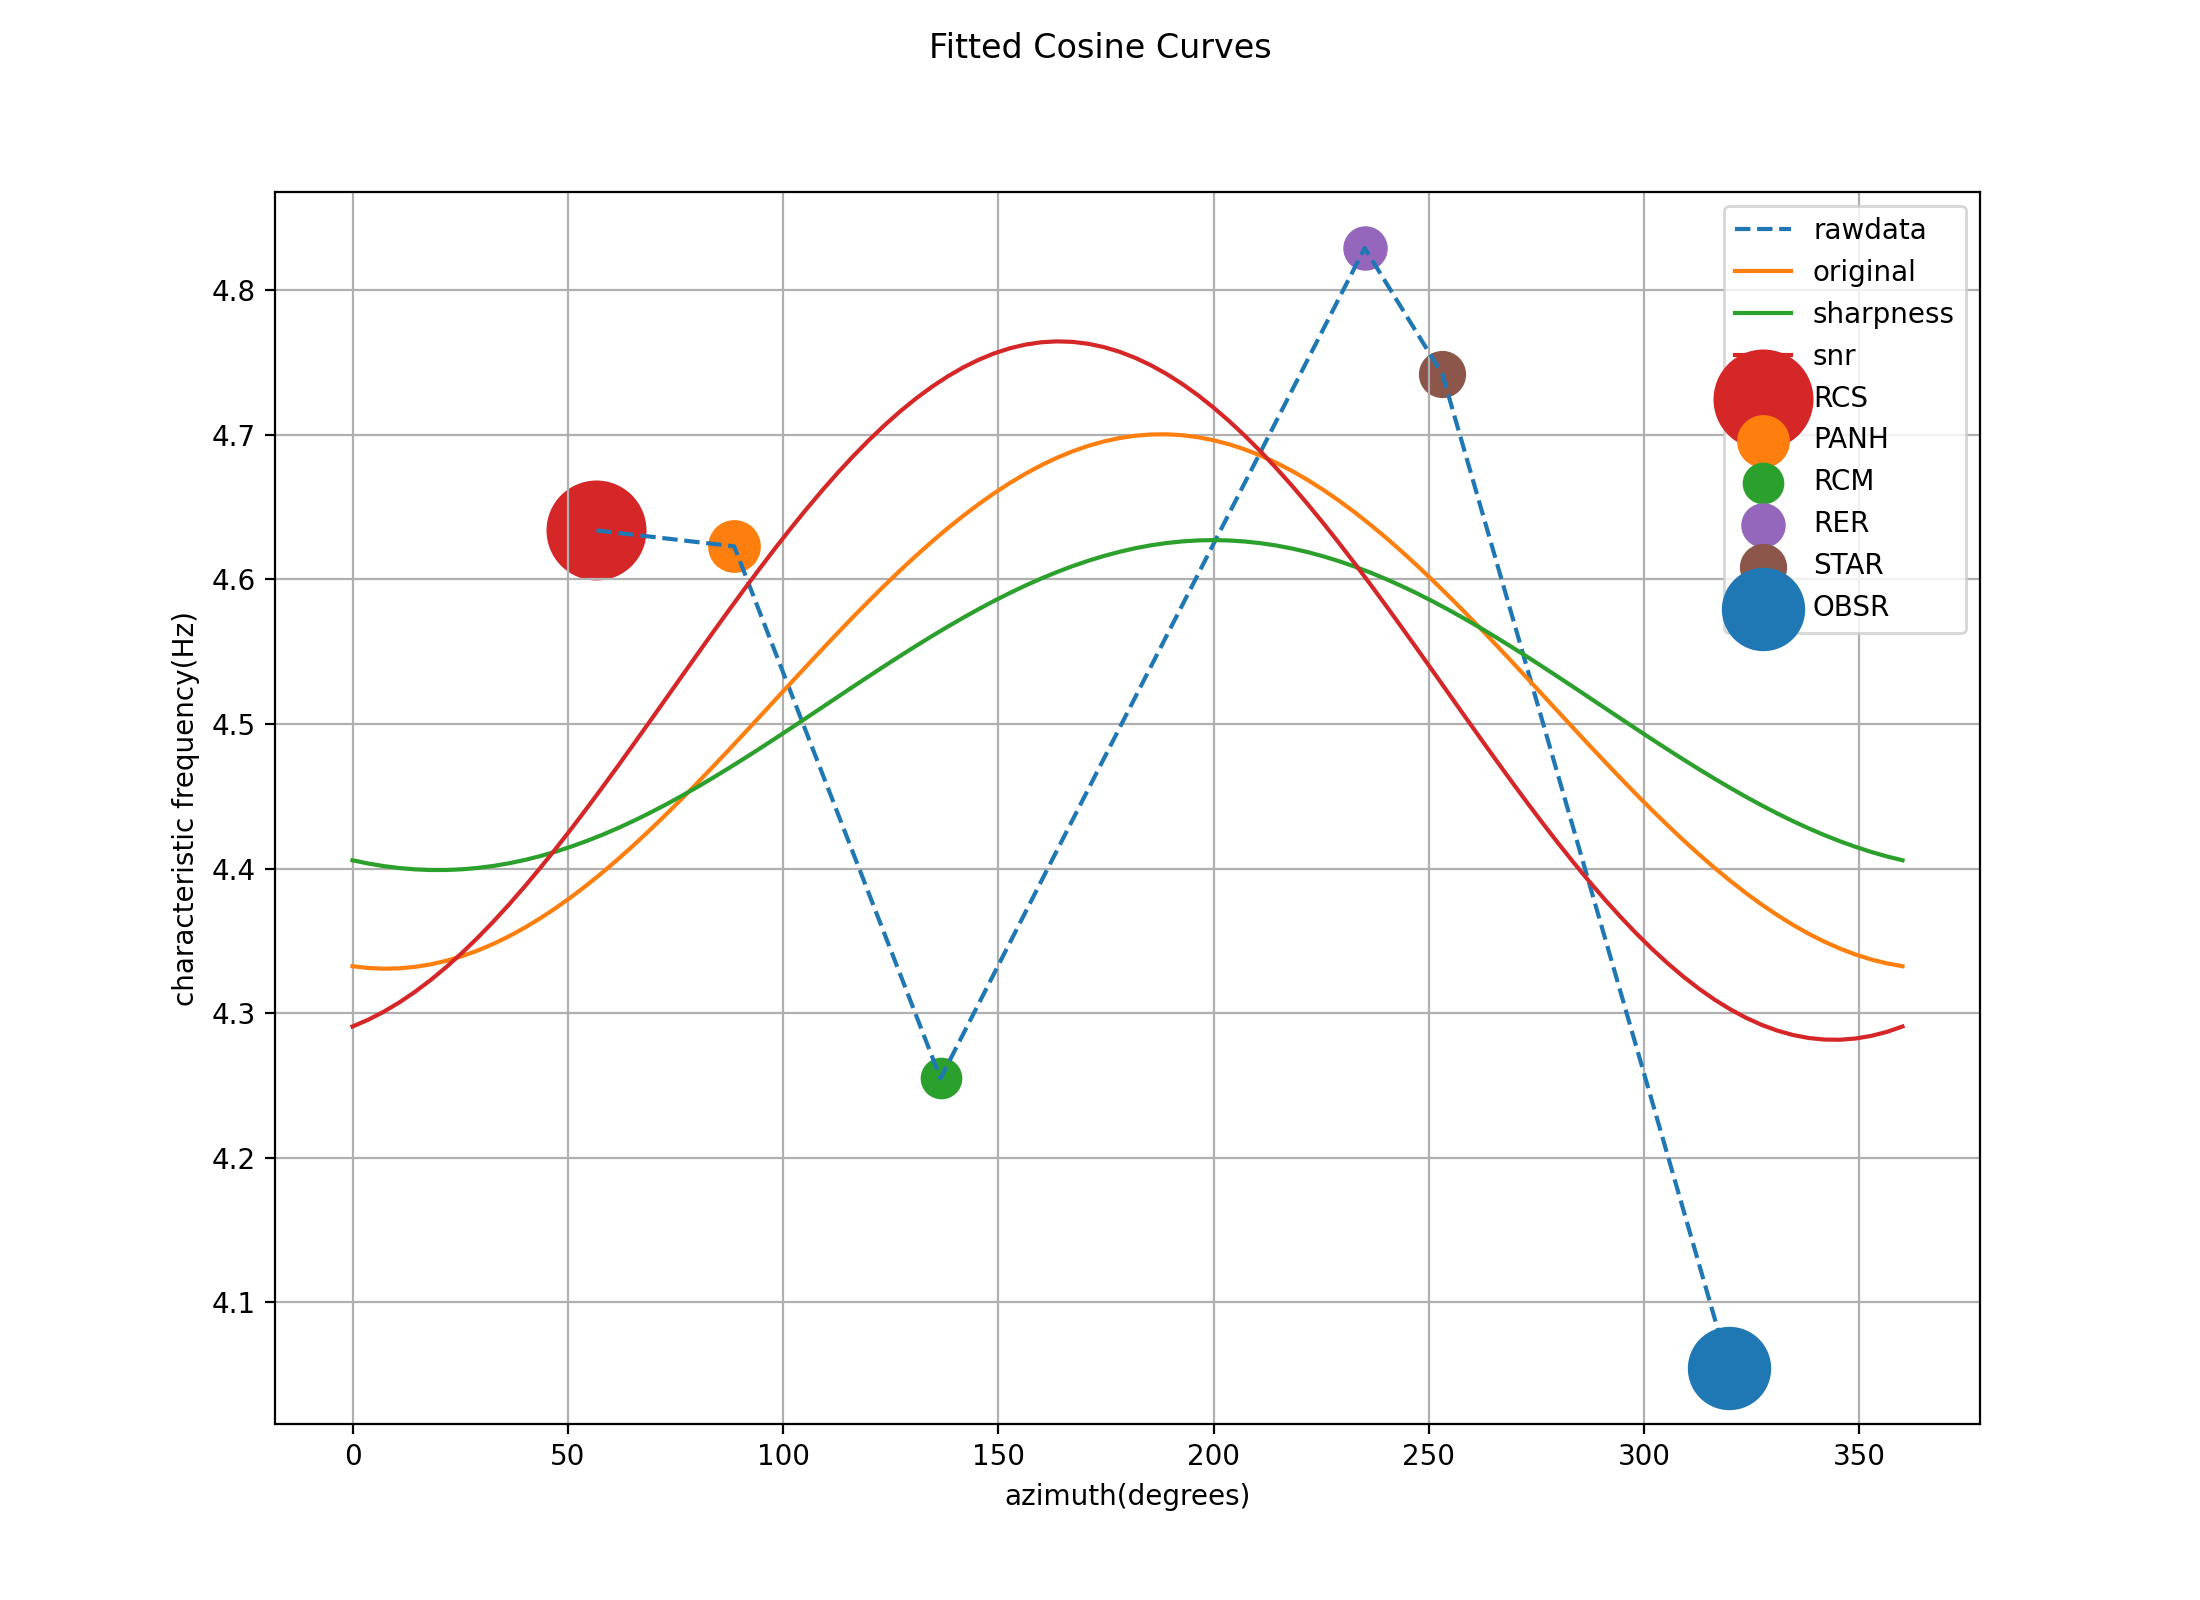 Fitted Cosine Curves
rawdata
original
sharpness
snr
RCS
PANH
RCM
RER
STAR
OBSR
characteristic frequency(Hz)
4.8
4.7
4.6
4.5
4.4
4.3
4.2
4.1
0 50 100 150 200 250 300 350
azimuth(degrees)